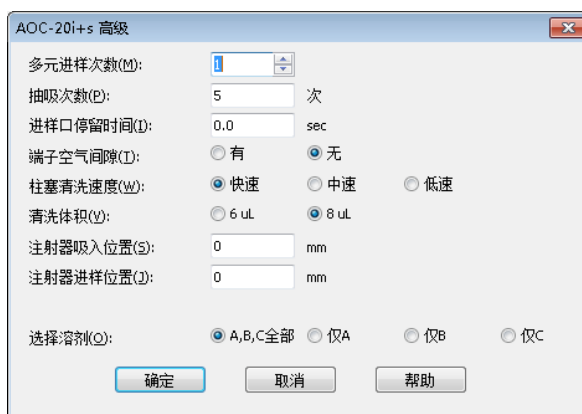 AOC-20i+s 高级
多元进样次数(M): 1
抽吸次数(P): 5 次
进样口停留时间(I): 0.0 sec
端子空气间隙(T): 有 无
柱塞清洗速度(W): 快速 中速 低速
清洗体积(V): 6 uL 8 uL
注射器吸入位置(S): 0 mm
注射器进样位置(J): 0 mm
选择溶剂(O): A,B,C全部 仅A 仅B 仅C
确定 取消 帮助